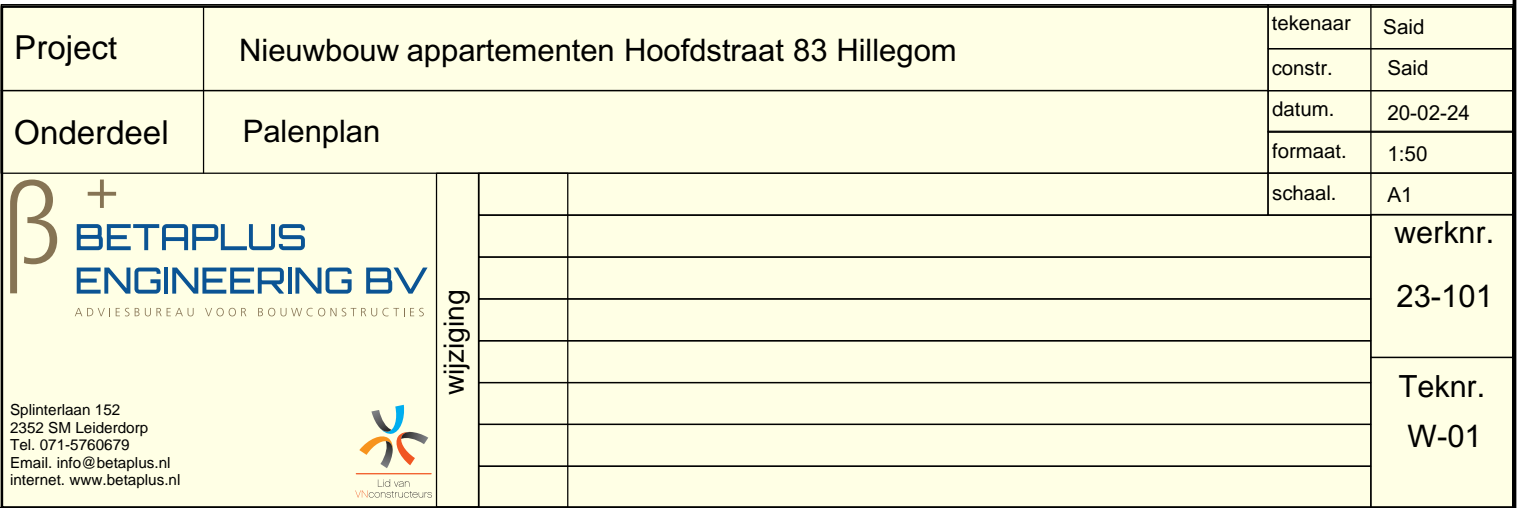 Project
Nieuwbouw appartementen Hoofdstraat 83 Hillegom
tekenaar
Said
constr.
Said
Onderdeel
Palenplan
datum.
20-02-24
formaat.
1:50
schaal.
A1
β+
BETAPLUS
ENGINEERING BV
ADVIESBUREAU VOOR BOUWCONSTRUCTIES
Splinterlaan 152
2352 SM Leiderdorp
Tel. 071-5760679
Email. info@betaplus.nl
internet. www.betaplus.nl
Lid van
VNconstructeurs
wijziging
werknr.
23-101
Teknr.
W-01